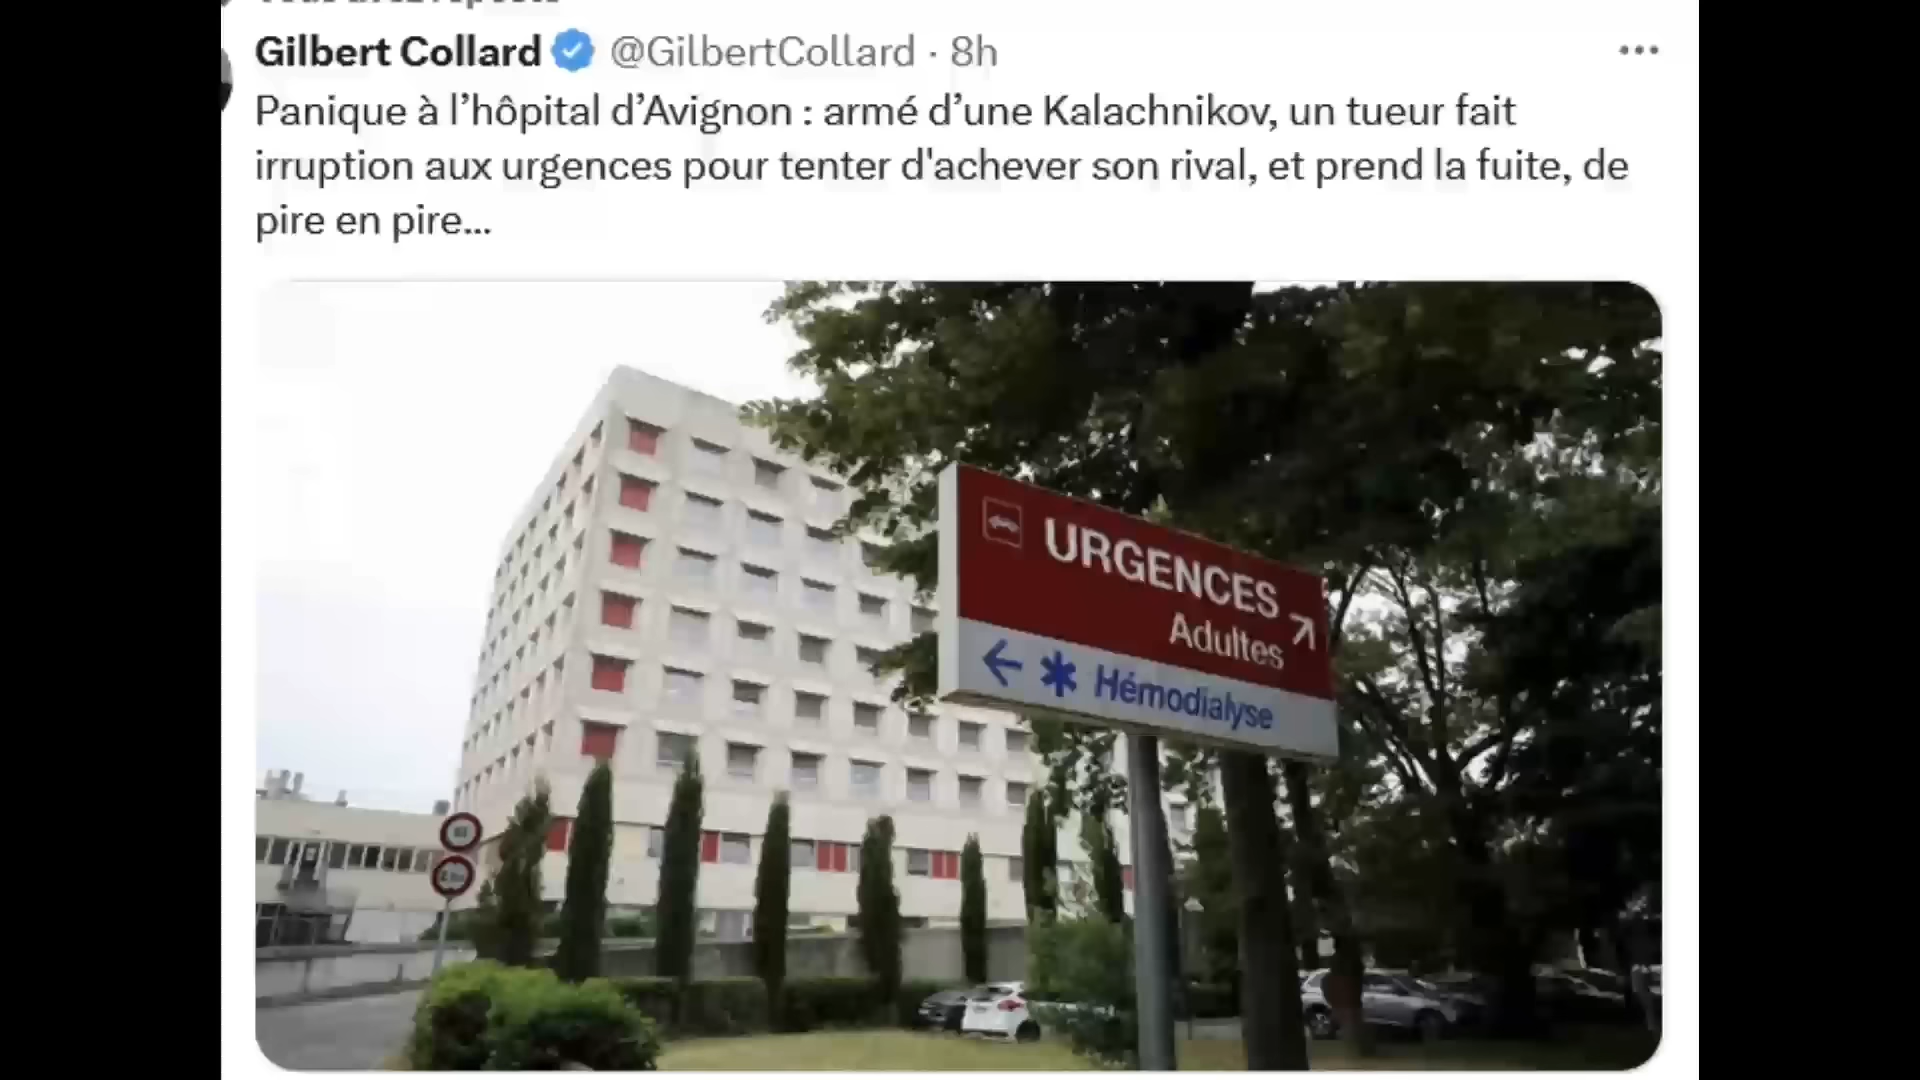 Gilbert Collard @GilbertCollard · 8h
Panique à l’hôpital d’Avignon : armé d’une Kalachnikov, un tueur fait
irruption aux urgences pour tenter d'achever son rival, et prend la fuite, de
pire en pire...
URGENCES
Adultes
Hémodialyse